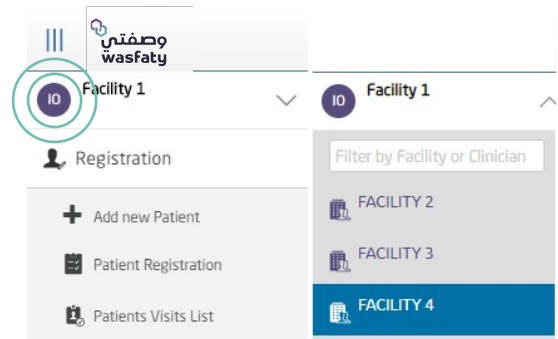 وصفتي
wasfaty
IO
Facility 1
Registration
Add new Patient
Patient Registration
Patients Visits List
IO
Facility 1
Filter by Facility or Clinician
FACILITY 2
FACILITY 3
FACILITY 4